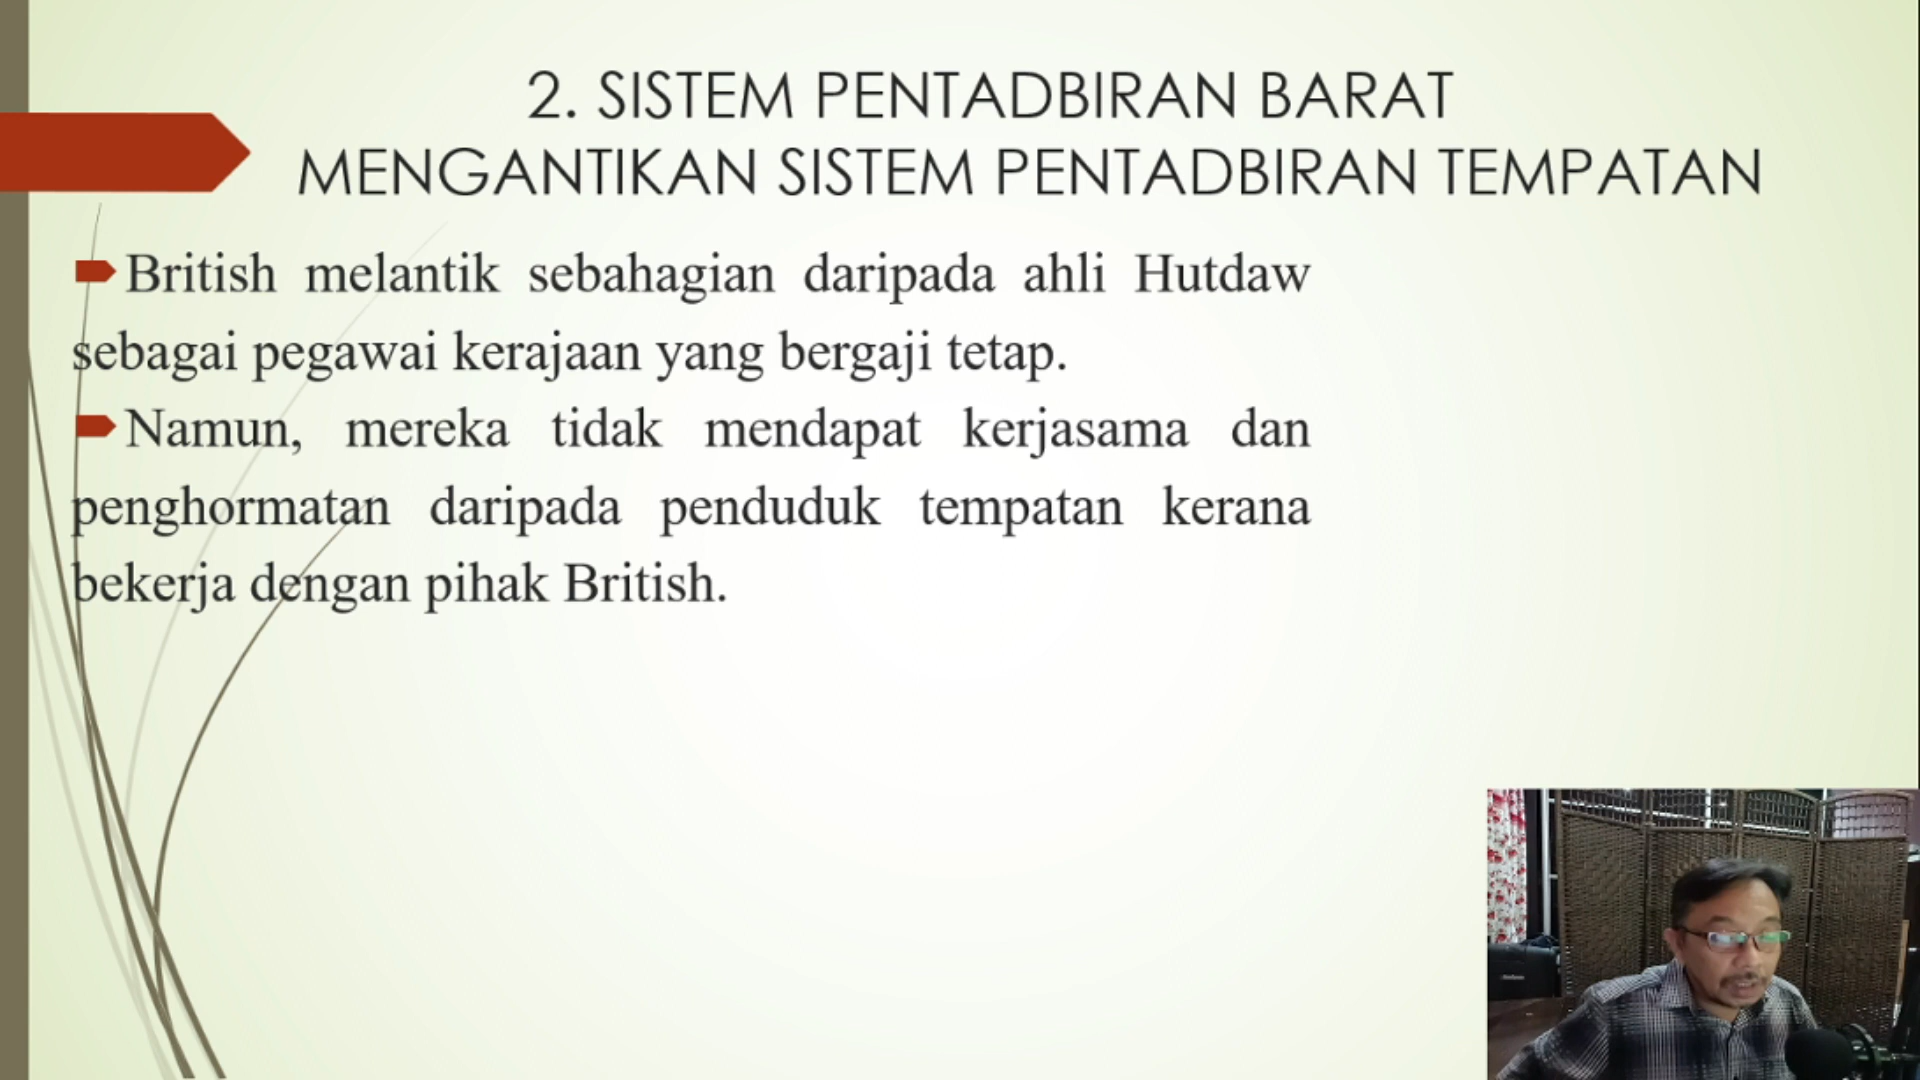 2. SISTEM PENTADBIRAN BARAT
MENGANTIKAN SISTEM PENTADBIRAN TEMPATAN
British melantik sebahagian daripada ahli Hutdaw
sebagai pegawai kerajaan yang bergaji tetap.
Namun, mereka tidak mendapat kerjasama dan
penghormatan daripada penduduk tempatan kerana
bekerja dengan pihak British.